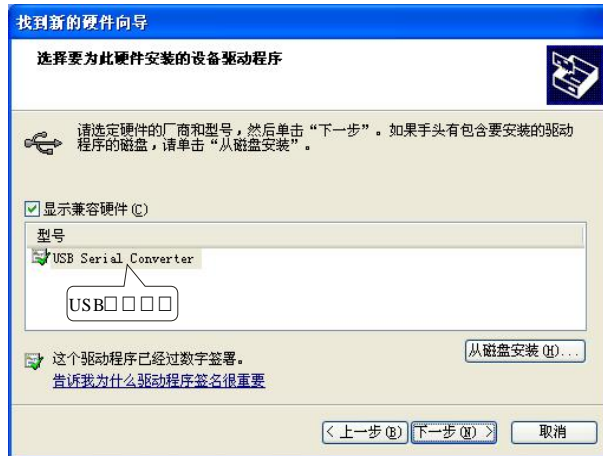 找到新的硬件向导
选择要为此硬件安装的设备驱动程序
请选定硬件的厂商和型号，然后单击“下一步”。如果手头有包含要安装的驱动
程序的磁盘，请单击“从磁盘安装”。
显示兼容硬件(C)
型号
USB Serial Converter
USB□□□□
从磁盘安装(H)...
这个驱动程序已经过数字签署。
告诉我为什么驱动程序签名很重要
< 上一步(B) 下一步(N) > 取消